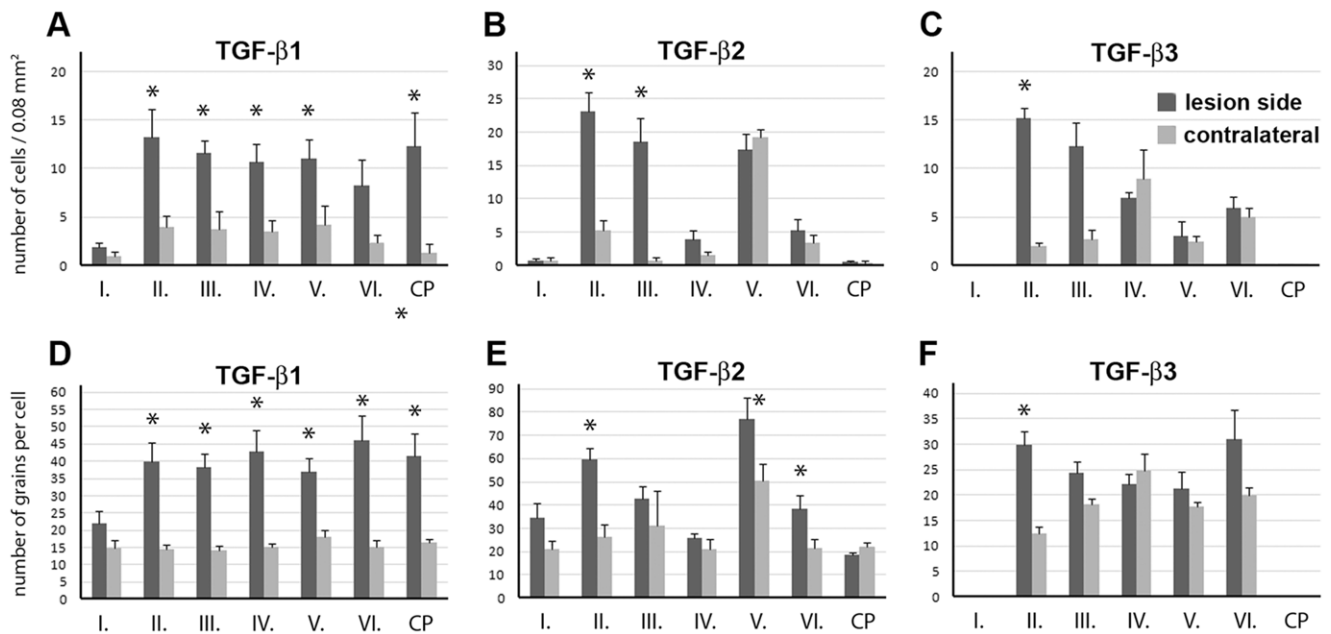 A
TGF-β1
number of cells / 0.08 mm²
20
15
10
5
0
* * * * *
I. II. III. IV. V. VI. CP
*
B
TGF-β2
30
25
20
15
10
5
0
* *
I. II. III. IV. V. VI. CP
C
TGF-β3
20
15
10
5
0
*
lesion side
contralateral
I. II. III. IV. V. VI. CP
D
TGF-β1
number of grains per cell
60
55
50
45
40
35
30
25
20
15
10
5
0
* * * * * *
I. II. III. IV. V. VI. CP
E
TGF-β2
90
80
70
60
50
40
30
20
10
0
* * *
I. II. III. IV. V. VI. CP
F
TGF-β3
40
35
30
25
20
15
10
5
0
*
I. II. III. IV. V. VI. CP